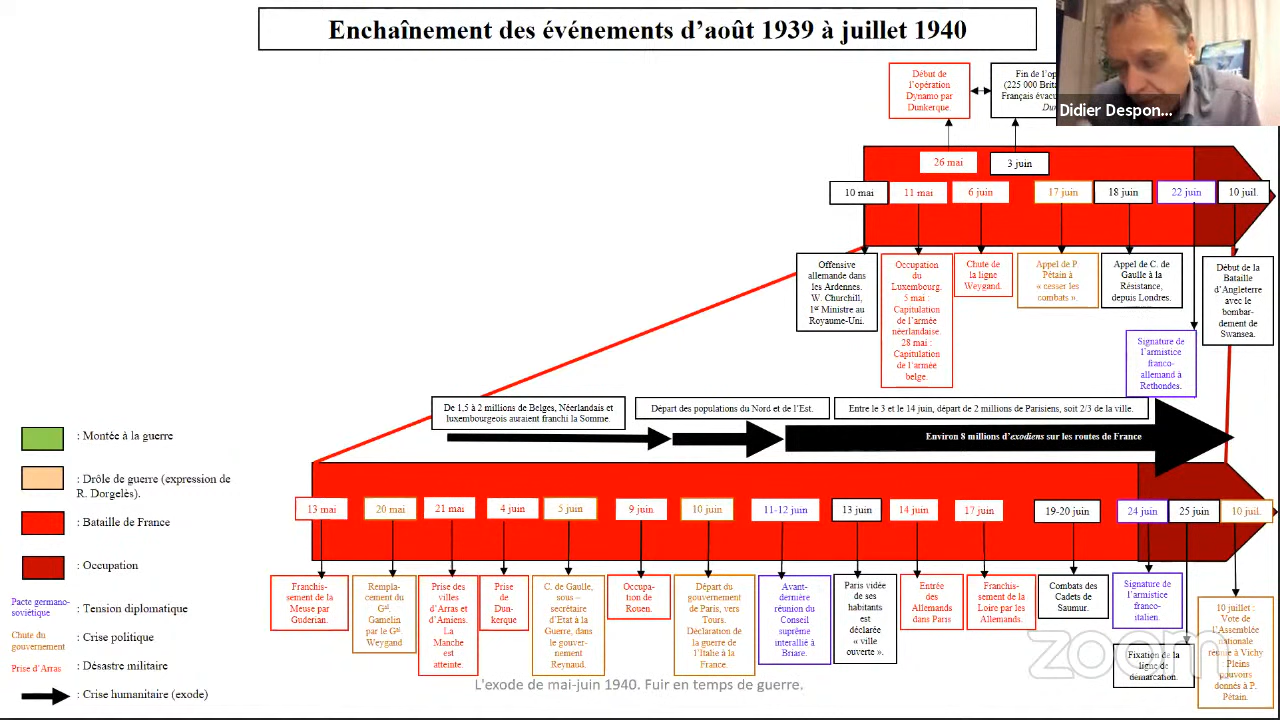 Enchaînement des événements d'août 1939 à juillet 1940
Didier Despon...
Début de
l'opération
Dynamo par
Dunkerque.
Fin de l'op
(225 000 Brit
Français évac
26 mai
3 juin
10 mai
11 mai
6 juin
17 juin
18 juin
22 juin
10 juil.
Offensive
allemande dans
les Ardennes.
W. Churchill,
1er Ministre au
Royaume-Uni.
Occupation
du
Luxembourg.
5 mai :
Capitulation
de l'armée
néerlandaise.
28 mai :
Capitulation
de l'armée
belge.
Chute de
la ligne
Weygand.
Appel de P.
Pétain à
« cesser les
combats ».
Appel de C. de
Gaulle à la
Résistance,
depuis Londres.
Signature de
l'armistice
franco-
allemand à
Rethondes.
Début de la
Bataille
d'Angleterre
avec le
bombar-
dement de
Swansea.
De 1,5 à 2 millions de Belges, Néerlandais et
luxembourgeois auraient franchi la Somme.
Départ des populations du Nord et de l'Est.
Entre le 3 et le 14 juin, départ de 2 millions de Parisiens, soit 2/3 de la ville.
Environ 8 millions d'exodiens sur les routes de France
: Montée à la guerre
: Drôle de guerre (expression de
R. Dorgelès).
: Bataille de France
: Occupation
Pacte germano-
soviétique
: Tension diplomatique
Chute du
gouvernement
: Crise politique
Prise d'Arras
: Désastre militaire
: Crise humanitaire (exode)
13 mai
20 mai
21 mai
4 juin
5 juin
9 juin
10 juin
11-12 juin
13 juin
14 juin
17 juin
19-20 juin
24 juin
25 juin
10 juil.
Franchis-
sement de la
Meuse par
Guderian.
Rempla-
cement du
Gal.
Gamelin
par le Gal.
Weygand
Prise des
villes
d'Arras et
d'Amiens.
La
Manche
est
atteinte.
Prise
de
Dun-
kerque
C. de Gaulle,
sous –
secrétaire
d'Etat à la
Guerre, dans
le gouver-
nement
Reynaud.
Occupa-
tion de
Rouen.
Départ du
gouvernement
de Paris, vers
Tours.
Déclaration de
la guerre de
l'Italie à la
France.
Avant-
dernière
réunion du
Conseil
suprême
interallié à
Briare.
Paris vidée
de ses
habitants
est
déclarée
« ville
ouverte ».
Entrée
des
Allemands
dans Paris
Franchis-
sement de la
Loire par les
Allemands.
Combats des
Cadets de
Saumur.
Signature de
l'armistice
franco-
italien.
Fixation de la
ligne de
démarcation.
10 juillet :
Vote de
l'Assemblée
nationale
réunie à Vichy
: Pleins
pouvoirs
donnés à P.
Pétain.
L'exode de mai-juin 1940. Fuir en temps de guerre.
zoom